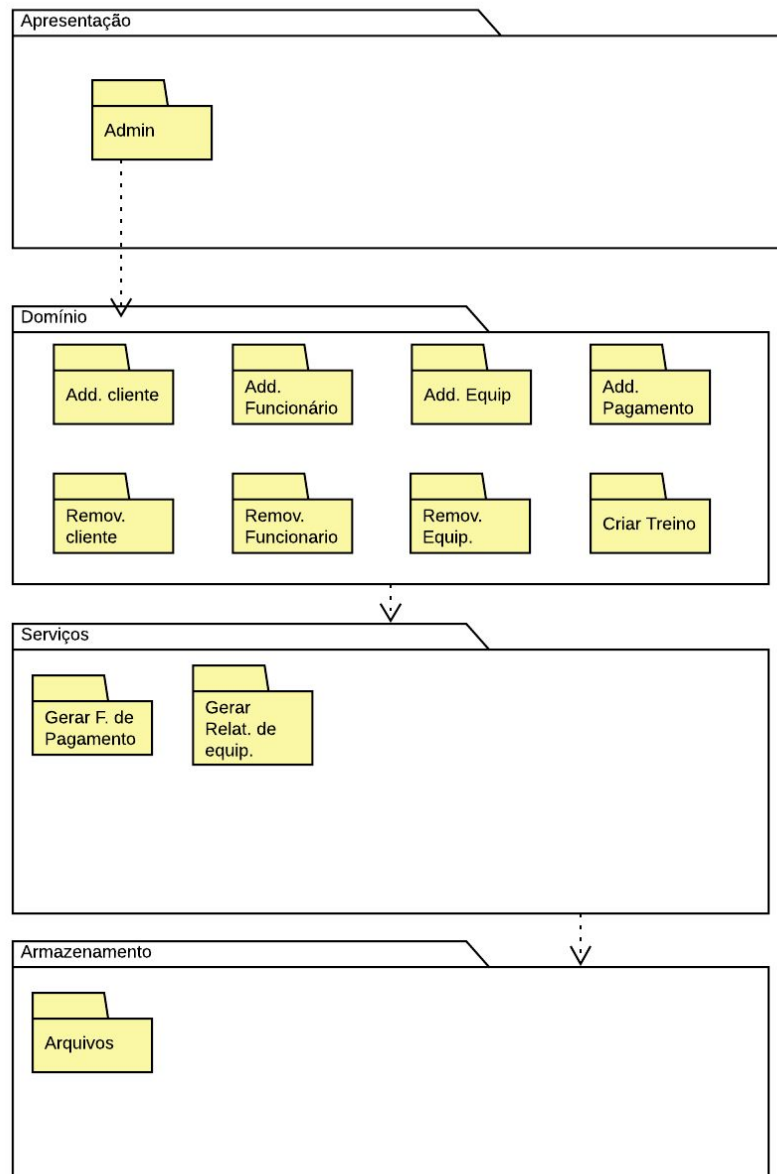 Apresentação
Admin
Domínio
Add. cliente
Add.
Funcionário
Add. Equip
Add.
Pagamento
Remov.
cliente
Remov.
Funcionario
Remov.
Equip.
Criar Treino
Serviços
Gerar F. de
Pagamento
Gerar
Relat. de
equip.
Armazenamento
Arquivos